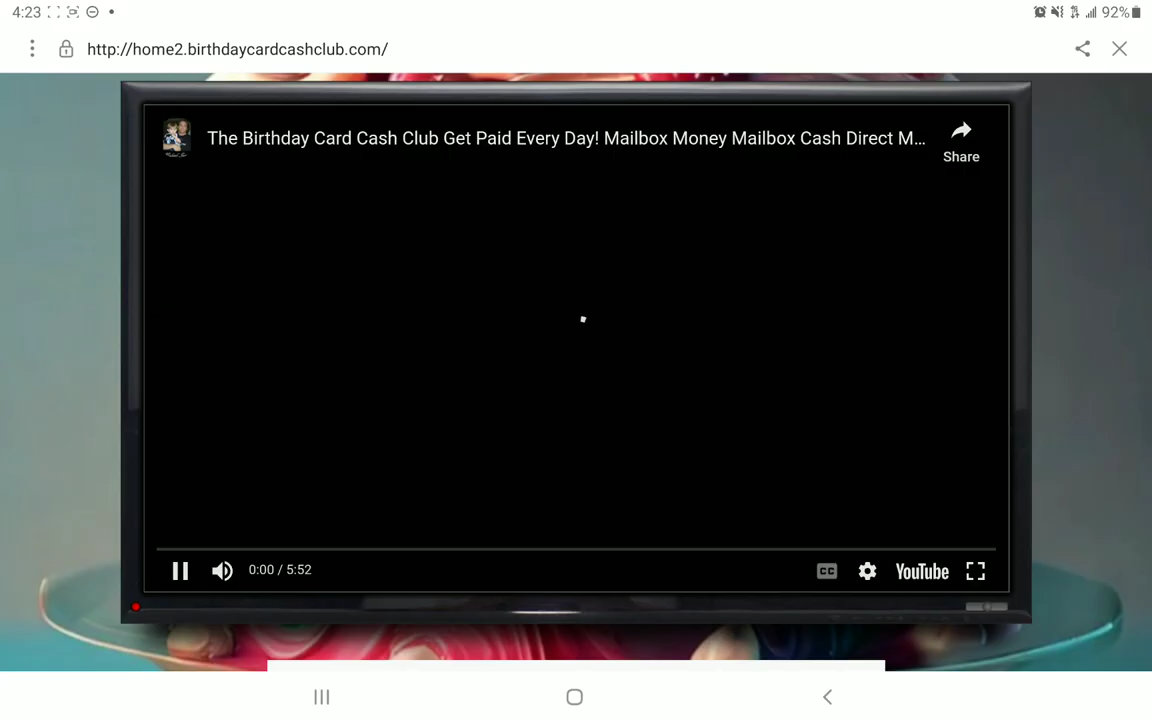 4:23
92%
http://home2.birthdaycardcashclub.com/
The Birthday Card Cash Club Get Paid Every Day! Mailbox Money Mailbox Cash Direct M...
Share
0:00 / 5:52
CC
YouTube